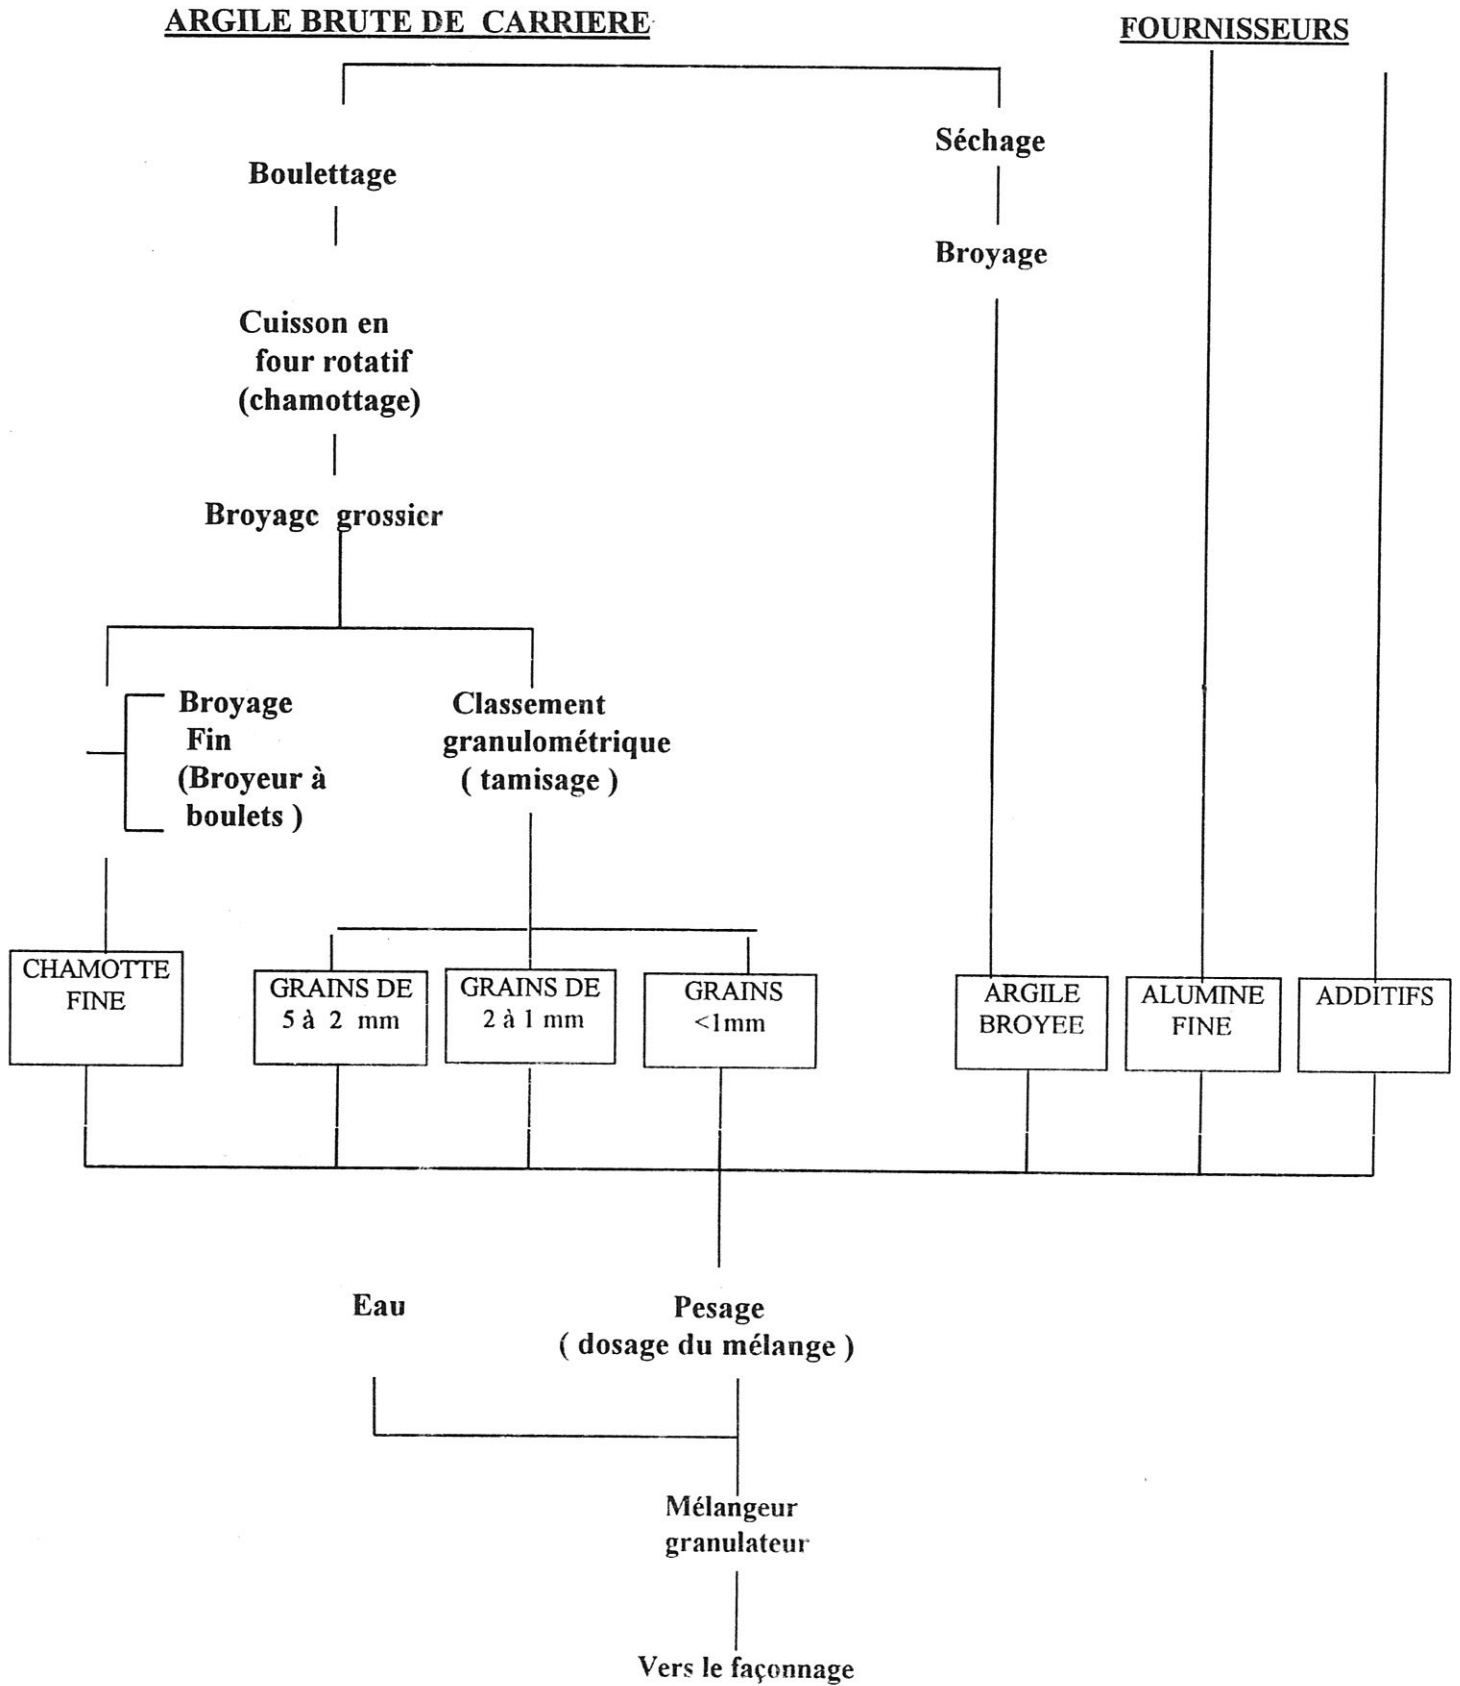 ARGILE BRUTE DE CARRIERE
FOURNISSEURS
Séchage
Boulettage
Broyage
Cuisson en
four rotatif
(chamottage)
Broyage grossier
Broyage
Fin
(Broyeur à
boulets )
Classement
granulométrique
( tamisage )
CHAMOTTE
FINE
GRAINS DE
5 à 2 mm
GRAINS DE
2 à 1 mm
GRAINS
<1mm
ARGILE
BROYEE
ALUMINE
FINE
ADDITIFS
Eau
Pesage
( dosage du mélange )
Mélangeur
granulateur
Vers le façonnage